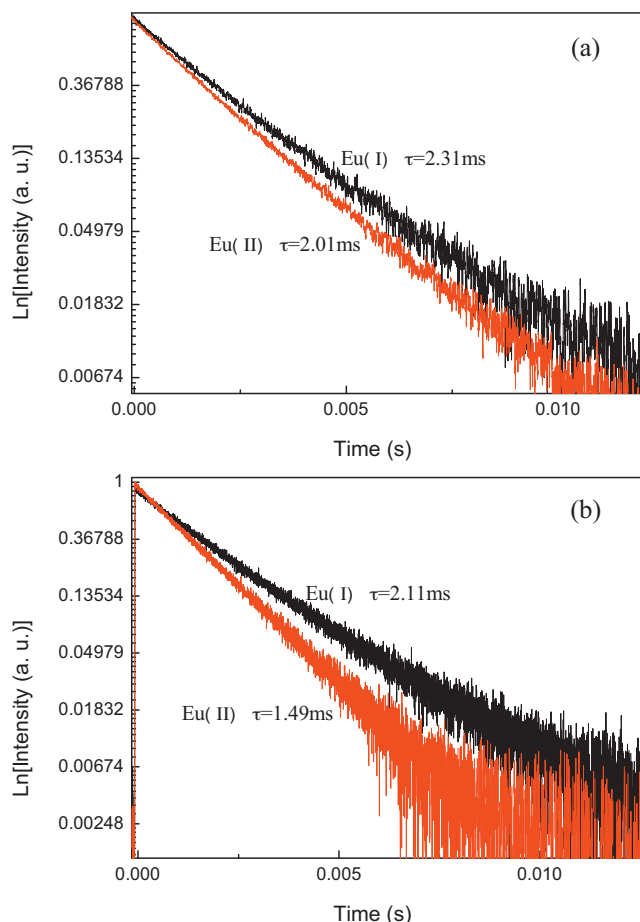 (a)
0.36788
0.13534
0.04979
0.01832
0.00674
Ln[Intensity (a. u.)]
Eu( I ) τ=2.31ms
Eu( II ) τ=2.01ms
0.000 0.005 0.010
Time (s)
(b)
1
0.36788
0.13534
0.04979
0.01832
0.00674
0.00248
Ln[Intensity (a. u.)]
Eu( I ) τ=2.11ms
Eu( II ) τ=1.49ms
0.000 0.005 0.010
Time (s)